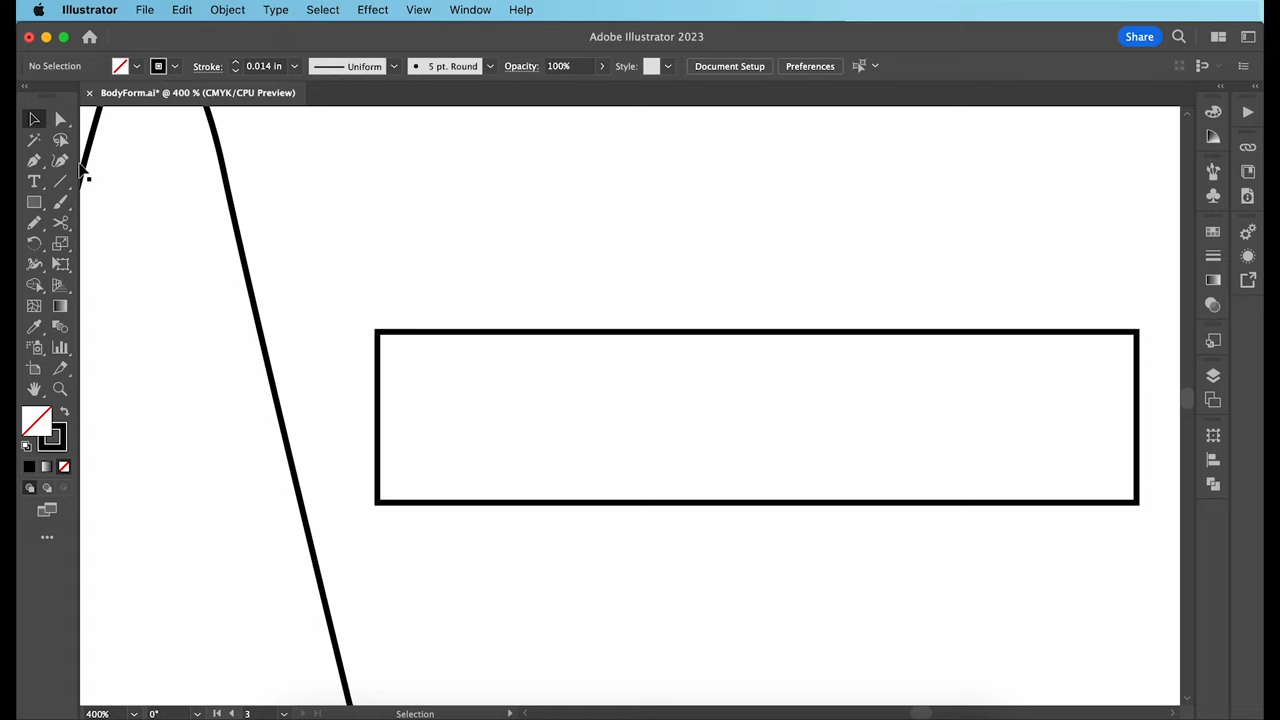 Illustrator File Edit Object Type Select Effect View Window Help
Adobe Illustrator 2023
Share
No Selection Stroke: 0.014 in Uniform 5 pt. Round Opacity: 100% Style: Document Setup Preferences
BodyForm.ai* @ 400 % (CMYK/CPU Preview)
400% 0° 3 Selection